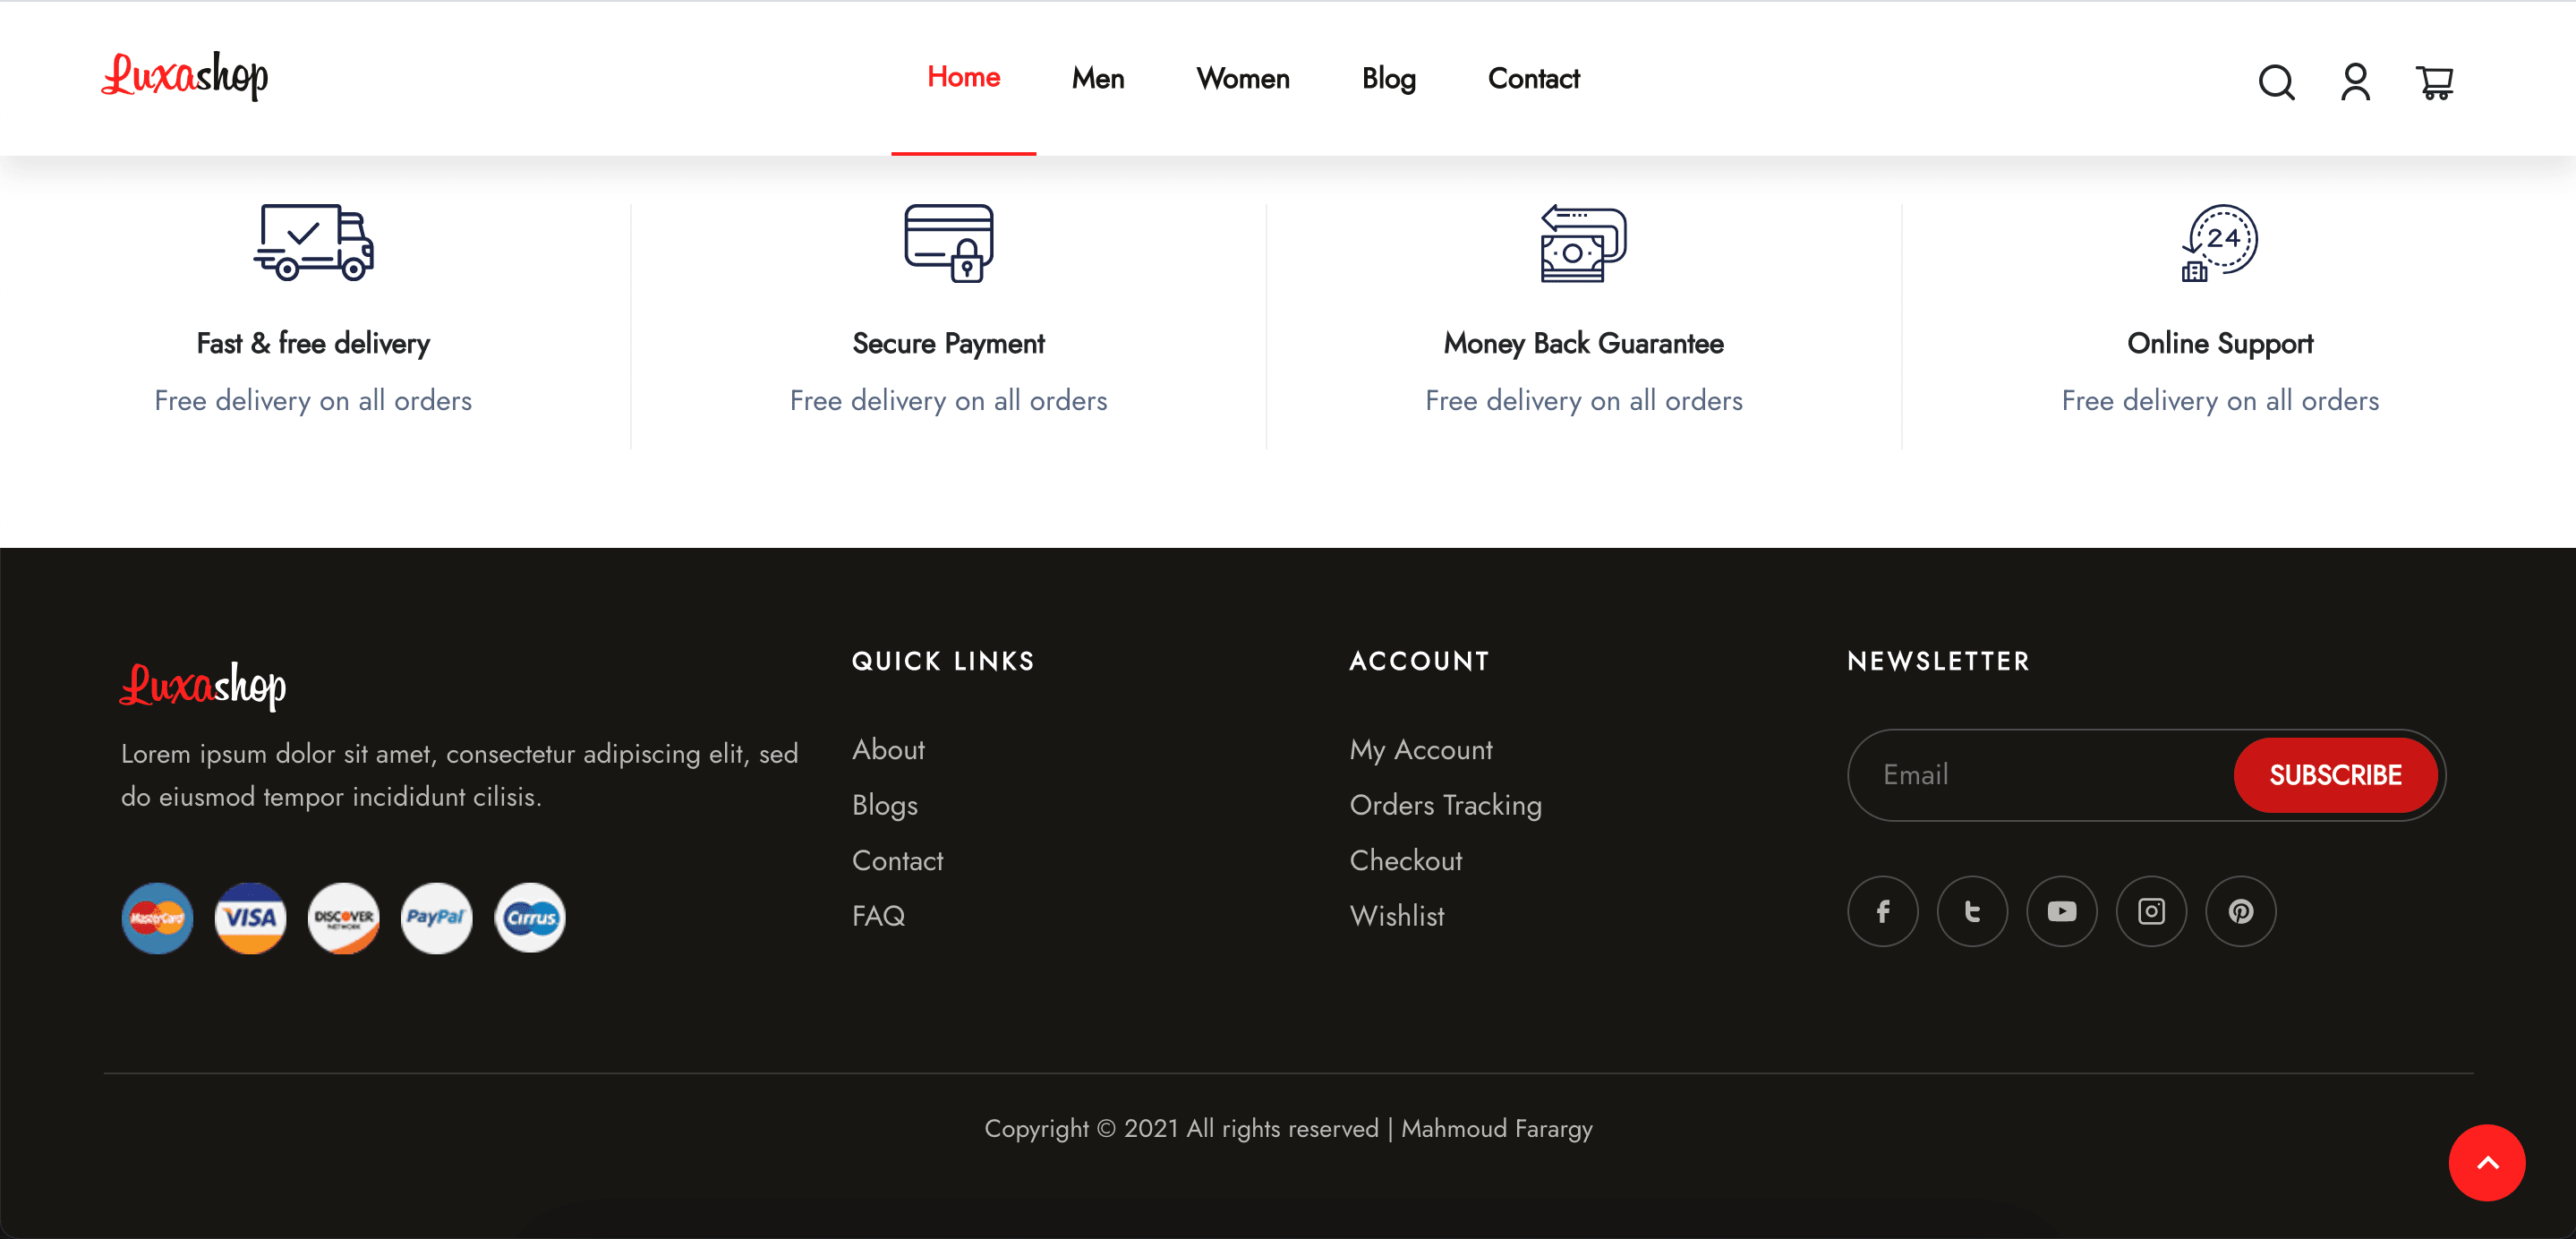 Luxashop
Home Men Women Blog Contact
24
Fast & free delivery
Free delivery on all orders
Secure Payment
Free delivery on all orders
Money Back Guarantee
Free delivery on all orders
Online Support
Free delivery on all orders
Luxashop
Lorem ipsum dolor sit amet, consectetur adipiscing elit, sed
do eiusmod tempor incididunt cilisis.
MasterCard VISA DISCOVER NETWORK PayPal Cirrus
QUICK LINKS
About
Blogs
Contact
FAQ
ACCOUNT
My Account
Orders Tracking
Checkout
Wishlist
NEWSLETTER
Email SUBSCRIBE
Copyright © 2021 All rights reserved | Mahmoud Farargy